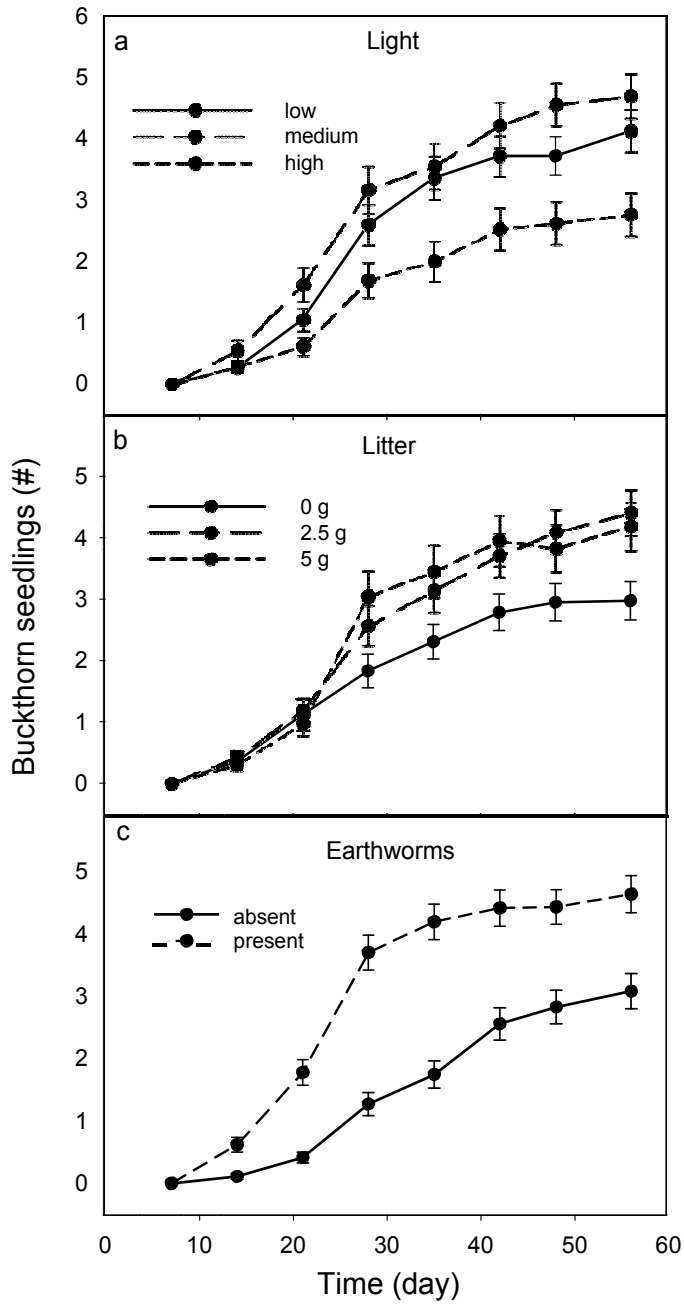 6
a
Light
5
low
medium
high
4
3
2
1
0
b
Litter
5
0 g
2.5 g
5 g
4
3
2
1
0
c
Earthworms
5
absent
present
4
3
2
1
0
0 10 20 30 40 50 60
Time (day)
Buckthorn seedlings (#)